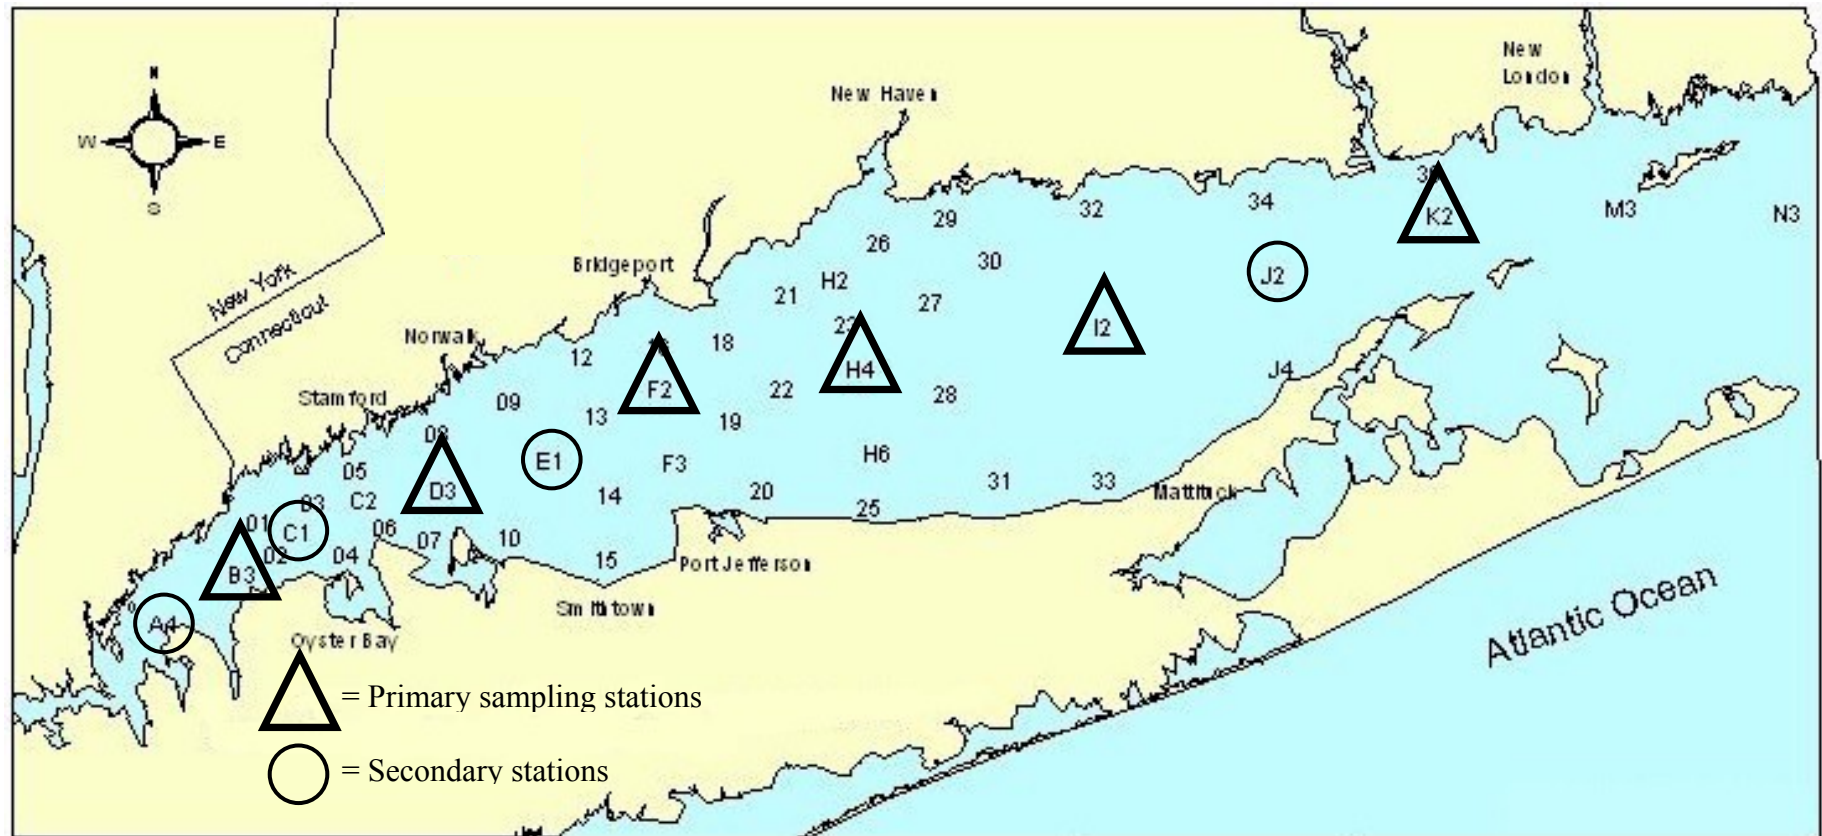 New
London
New Haven
N
W
E
S
32
34
K2
M3
N3
29
26
30
Bridgeport
H2
J2
New York
Connecticut
21
27
I2
Norwalk
18
12
H4
J4
Stamford
F2
22
28
09
13
19
E1
F3
H6
05
D3
14
20
31
33
Mattituck
C2
25
01
C1
06
07
10
02
04
15
Port Jefferson
B3
Smithtown
A4
Oyster Bay
Atlantic Ocean
= Primary sampling stations
= Secondary stations